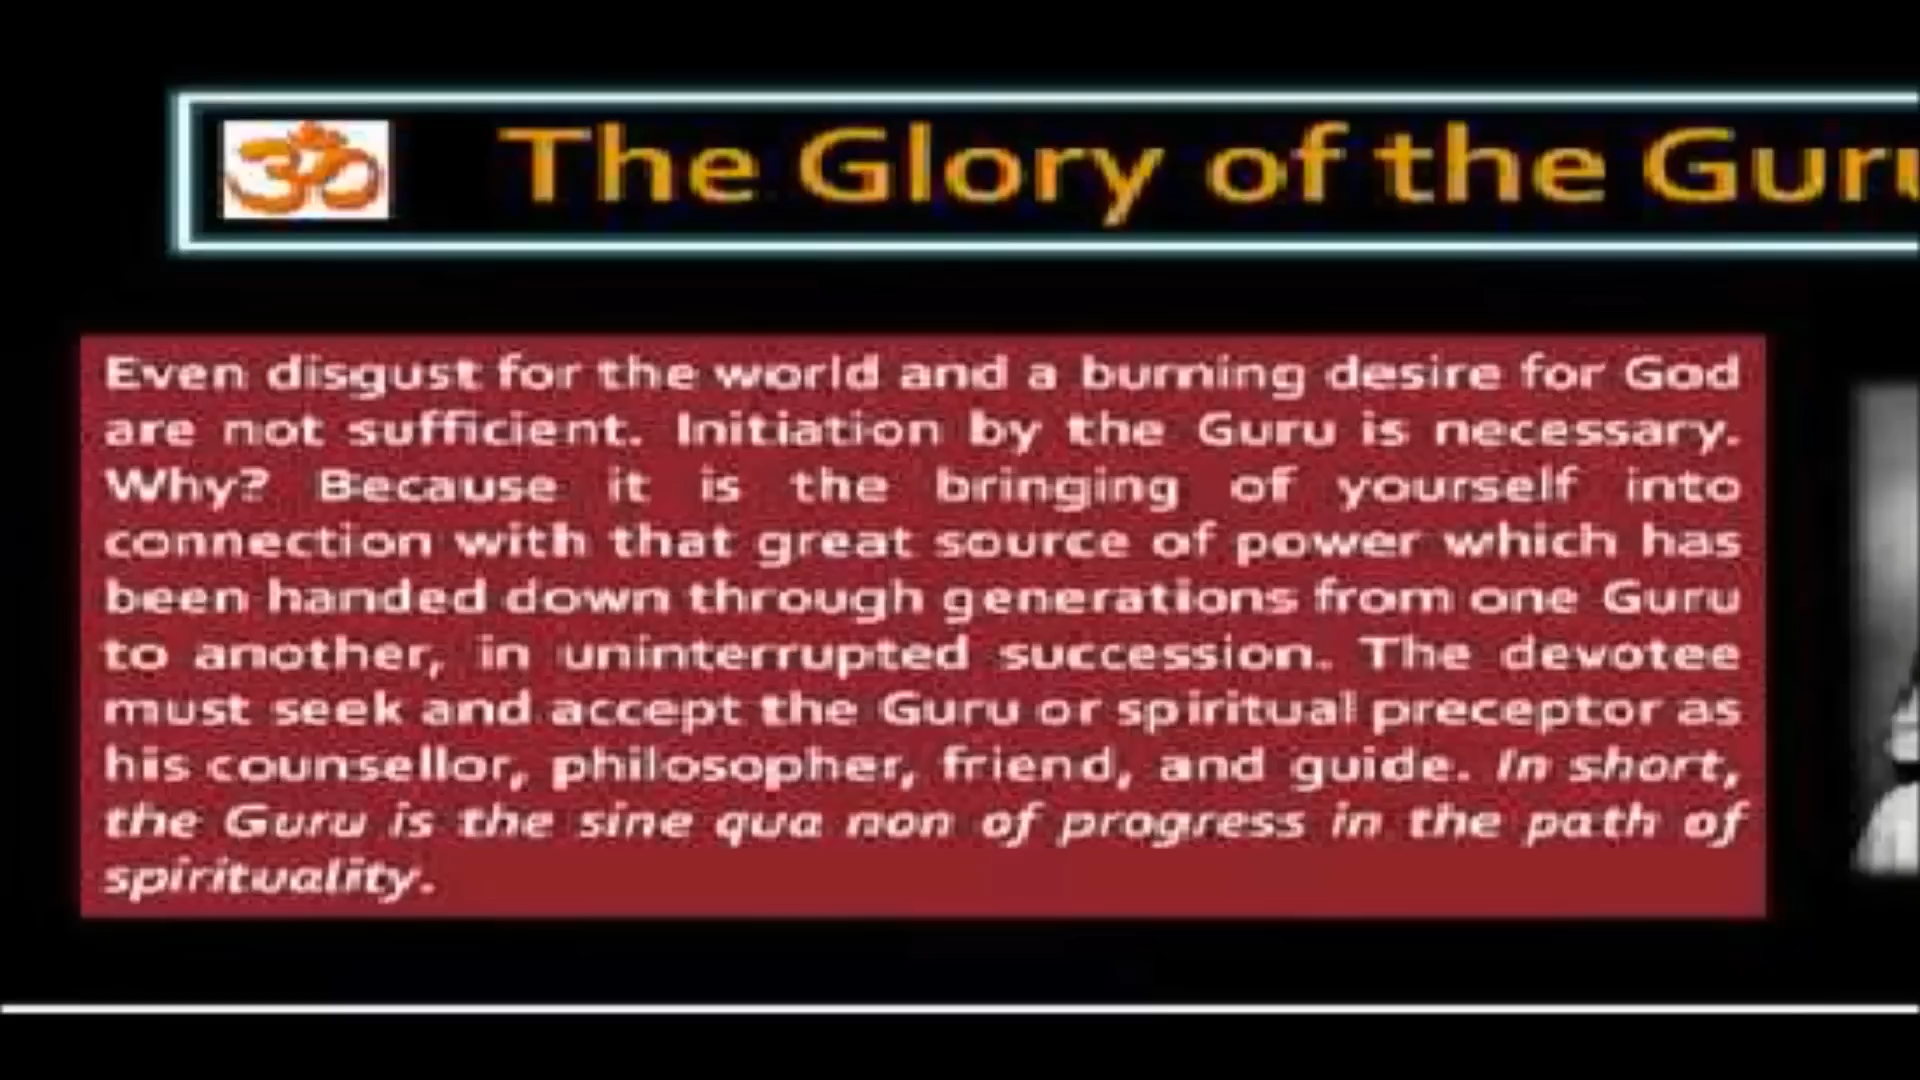 ॐ The Glory of the Guru
Even disgust for the world and a burning desire for God
are not sufficient. Initiation by the Guru is necessary.
Why? Because it is the bringing of yourself into
connection with that great source of power which has
been handed down through generations from one Guru
to another, in uninterrupted succession. The devotee
must seek and accept the Guru or spiritual preceptor as
his counsellor, philosopher, friend, and guide. In short,
the Guru is the sine qua non of progress in the path of
spirituality.